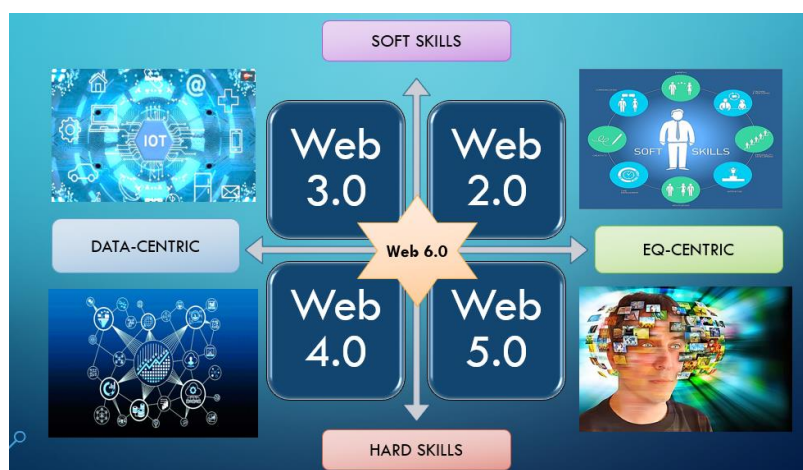 SOFT SKILLS
IOT
@
Web
3.0
Web
2.0
SOFT SKILLS
DATA-CENTRIC
Web 6.0
EQ-CENTRIC
Web
4.0
Web
5.0
HARD SKILLS